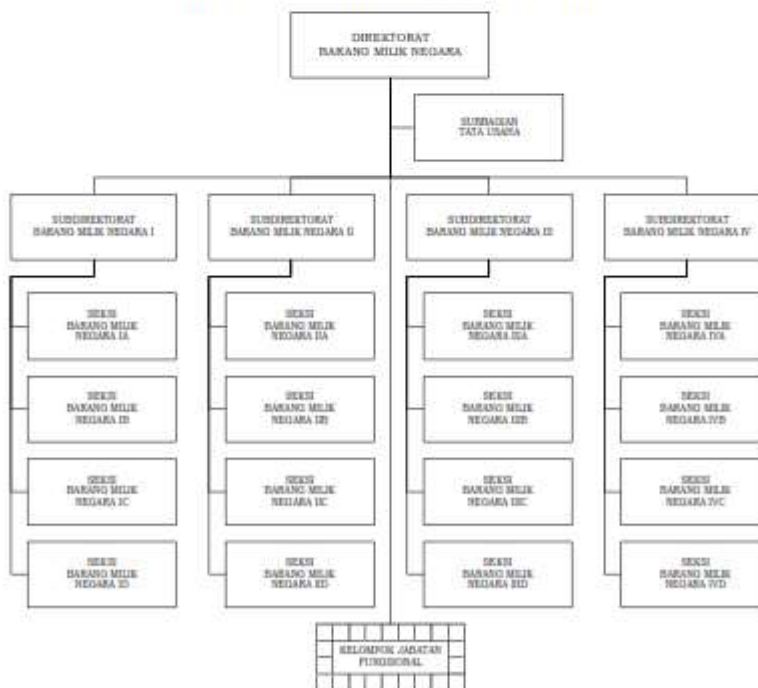 DIREKTORAT
BARANG MILIK NEGARA
SUBBAGIAN
TATA USAHA
SUBDIREKTORAT
BARANG MILIK NEGARA I
SUBDIREKTORAT
BARANG MILIK NEGARA II
SUBDIREKTORAT
BARANG MILIK NEGARA III
SUBDIREKTORAT
BARANG MILIK NEGARA IV
SEKSI
BARANG MILIK
NEGARA IA
SEKSI
BARANG MILIK
NEGARA IIA
SEKSI
BARANG MILIK
NEGARA IIIA
SEKSI
BARANG MILIK
NEGARA IVA
SEKSI
BARANG MILIK
NEGARA IB
SEKSI
BARANG MILIK
NEGARA IIB
SEKSI
BARANG MILIK
NEGARA IIIB
SEKSI
BARANG MILIK
NEGARA IVB
SEKSI
BARANG MILIK
NEGARA IC
SEKSI
BARANG MILIK
NEGARA IIC
SEKSI
BARANG MILIK
NEGARA IIIC
SEKSI
BARANG MILIK
NEGARA IVC
SEKSI
BARANG MILIK
NEGARA ID
SEKSI
BARANG MILIK
NEGARA IID
SEKSI
BARANG MILIK
NEGARA IIID
SEKSI
BARANG MILIK
NEGARA IVD
KELOMPOK JABATAN
FUNGSIONAL